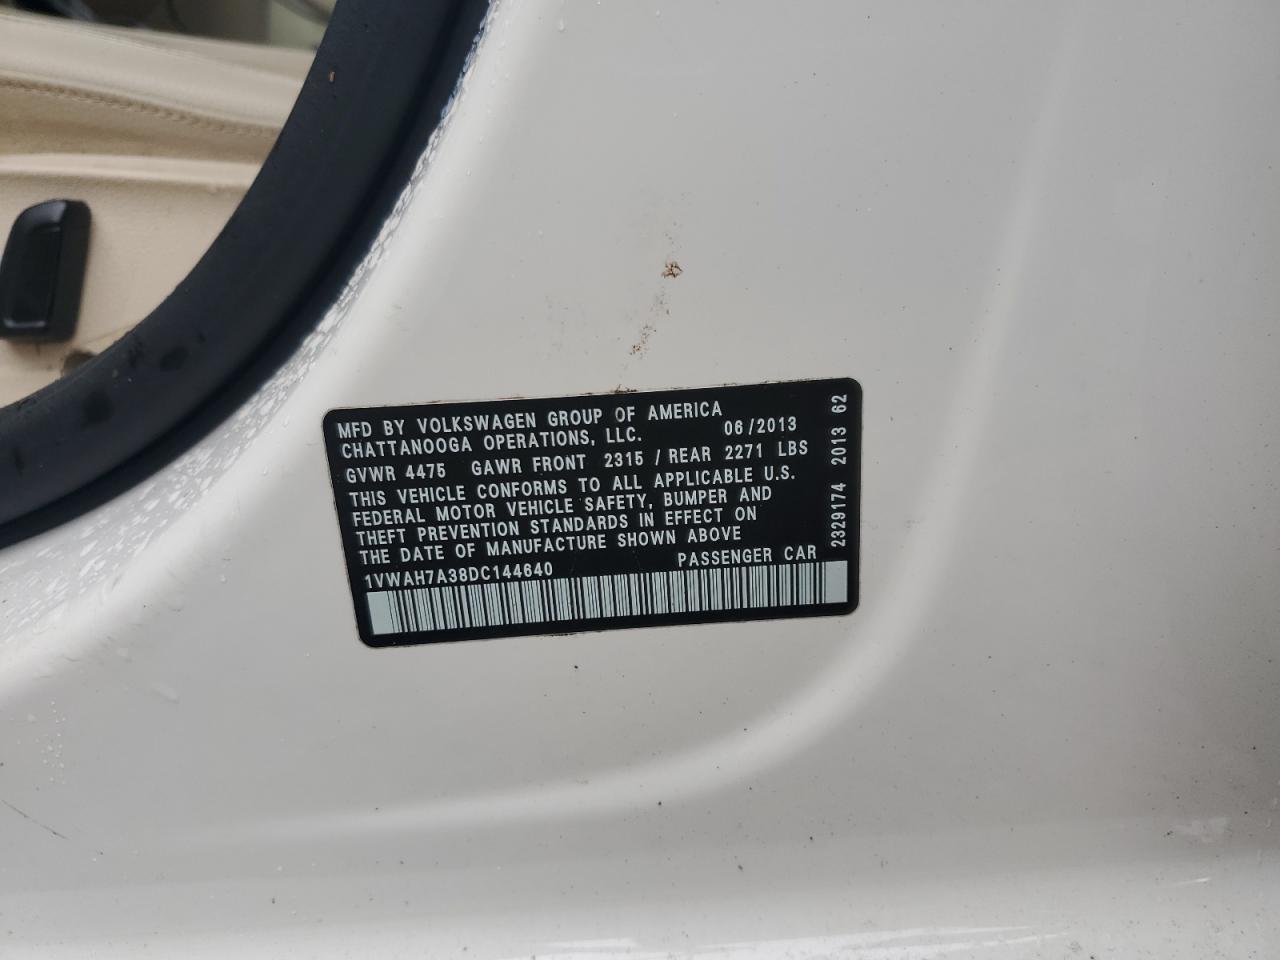 MFD BY VOLKSWAGEN GROUP OF AMERICA
CHATTANOOGA OPERATIONS, LLC. 06/2013
GVWR 4475 GAWR FRONT 2315 / REAR 2271 LBS
THIS VEHICLE CONFORMS TO ALL APPLICABLE U.S.
FEDERAL MOTOR VEHICLE SAFETY, BUMPER AND
THEFT PREVENTION STANDARDS IN EFFECT ON
THE DATE OF MANUFACTURE SHOWN ABOVE
1VWAH7A38DC144640 PASSENGER CAR
2329174 2013 62